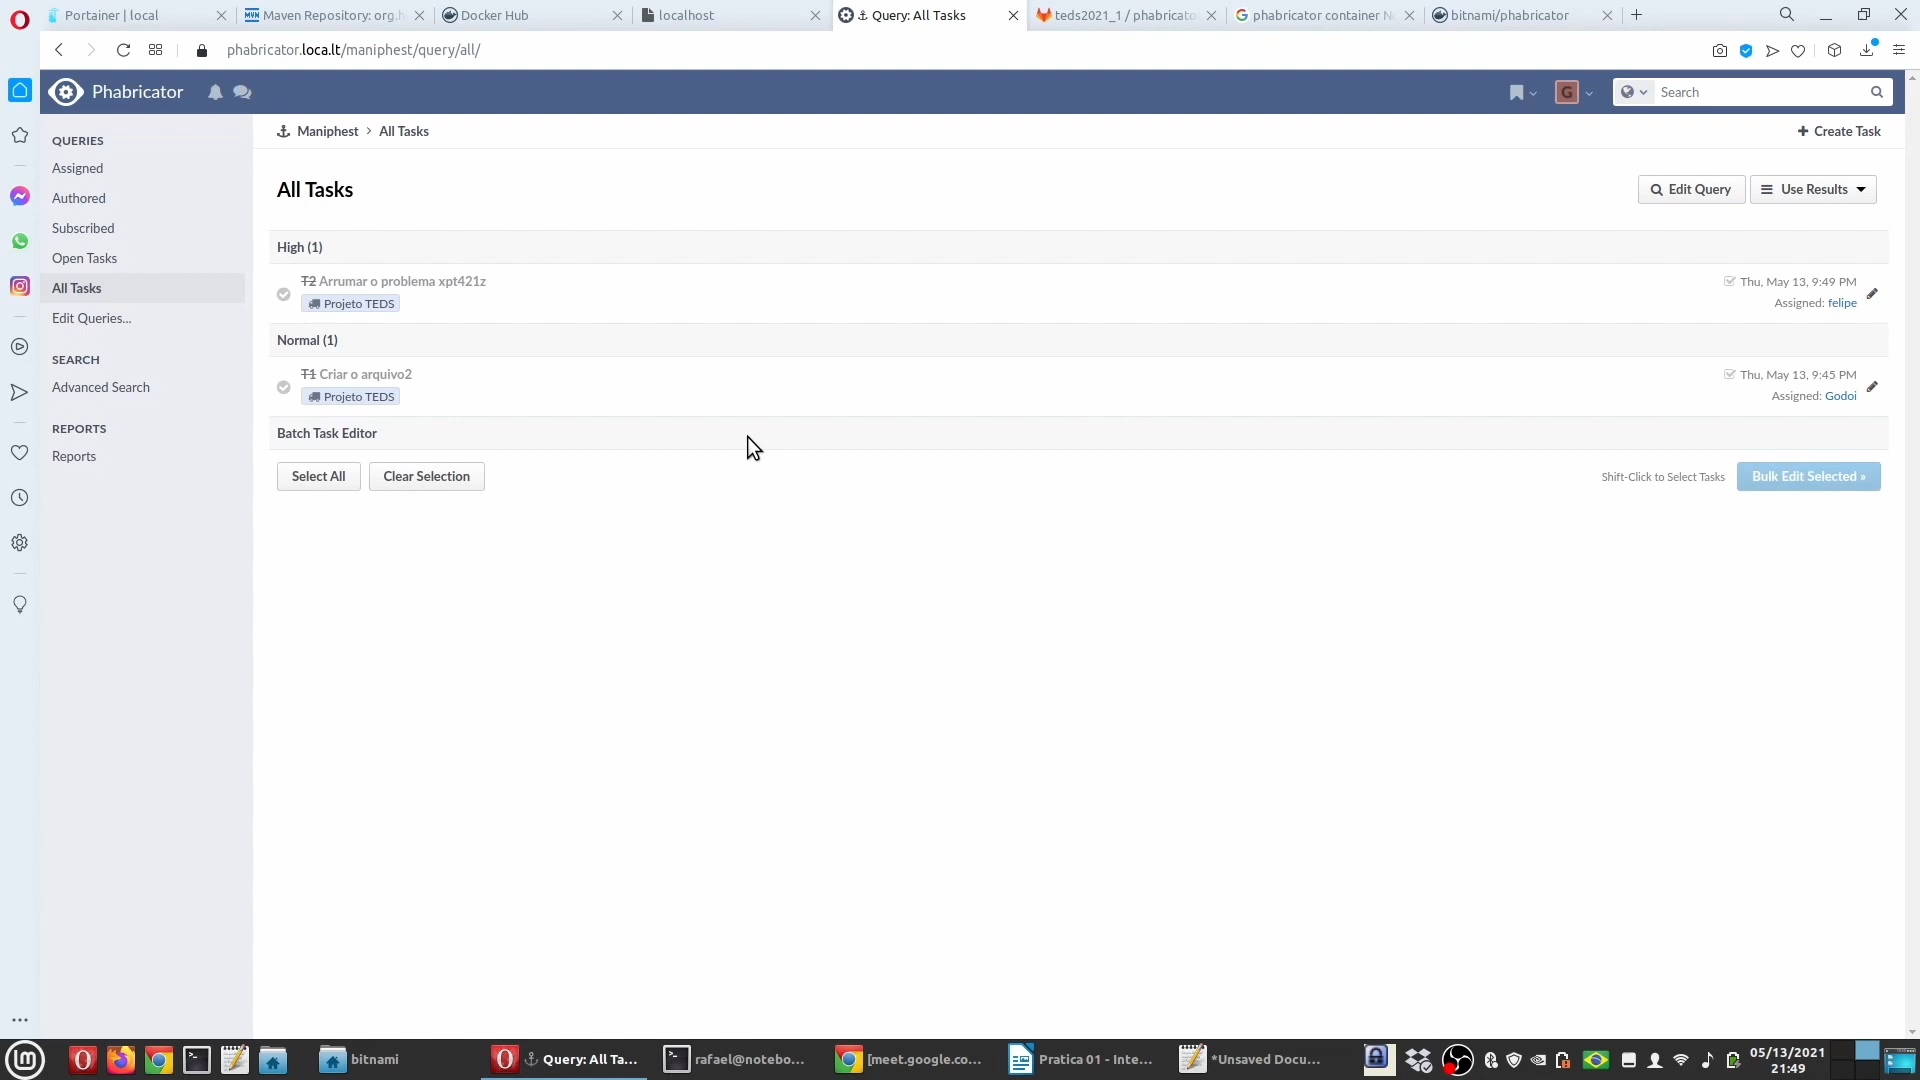 Portainer | local
Maven Repository: org.h
Docker Hub
localhost
Query: All Tasks
teds2021_1 / phabricato
phabricator container N
bitnami/phabricator
phabricator.loca.lt/maniphest/query/all/
Phabricator
G
Search
QUERIES
Assigned
Authored
Subscribed
Open Tasks
All Tasks
Edit Queries...
SEARCH
Advanced Search
REPORTS
Reports
Maniphest > All Tasks
Create Task
All Tasks
Edit Query
Use Results
High (1)
T2 Arrumar o problema xpt421z
Projeto TEDS
Thu, May 13, 9:49 PM
Assigned: felipe
Normal (1)
T1 Criar o arquivo2
Projeto TEDS
Thu, May 13, 9:45 PM
Assigned: Godoi
Batch Task Editor
Select All
Clear Selection
Shift-Click to Select Tasks
Bulk Edit Selected »
bitnami
Query: All Ta...
rafael@notebo...
[meet.google.co...
Pratica 01 - Inte...
*Unsaved Docu...
05/13/2021
21:49